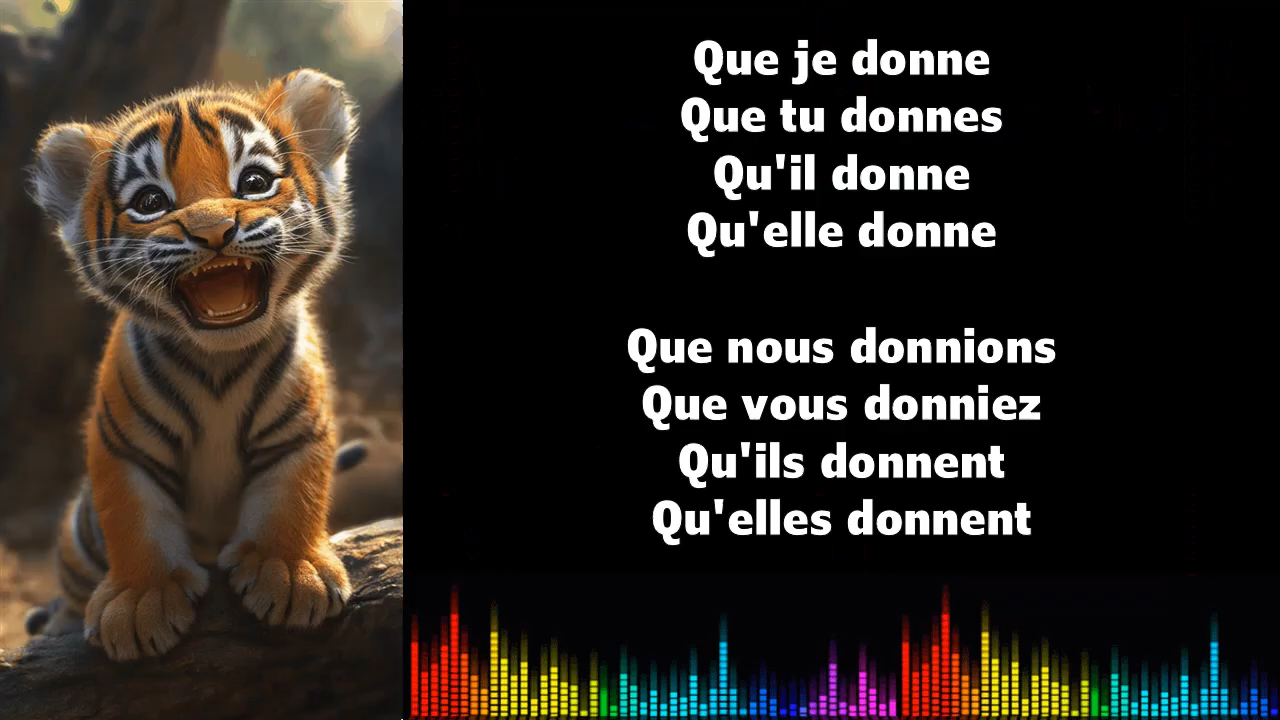 Que je donne
Que tu donnes
Qu'il donne
Qu'elle donne
Que nous donnions
Que vous donniez
Qu'ils donnent
Qu'elles donnent